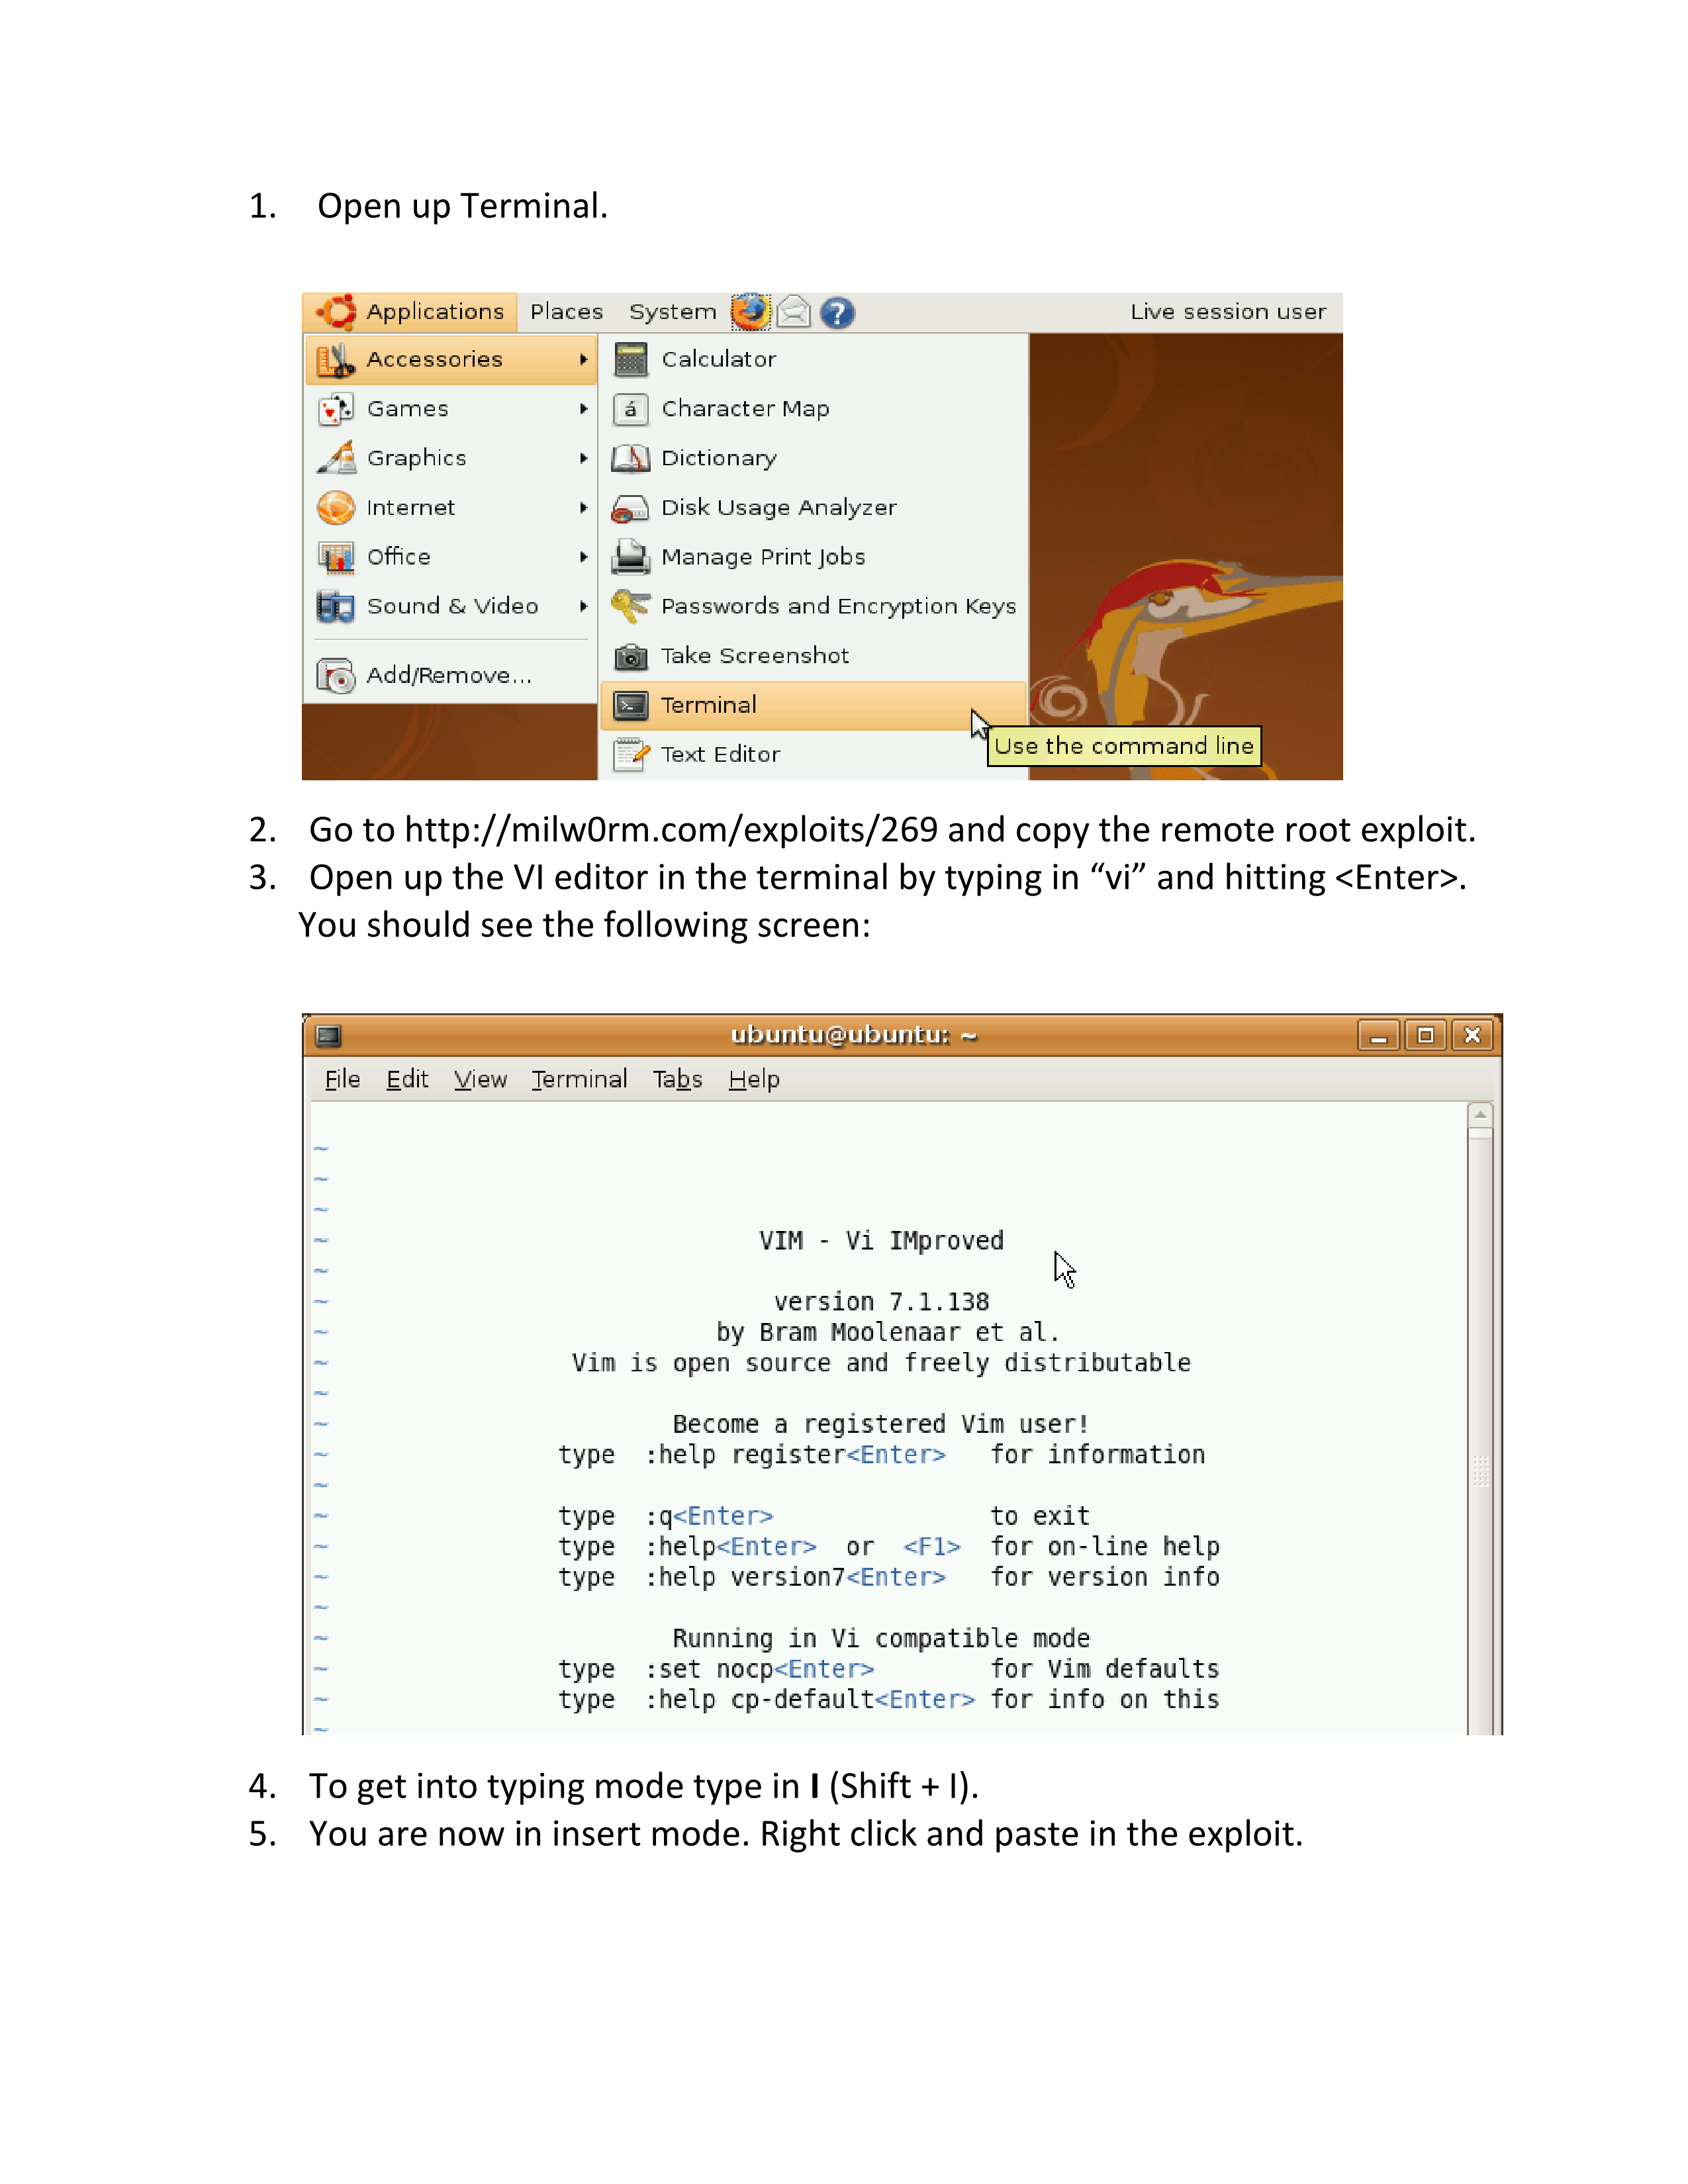 1. Open up Terminal.
Applications Places System Live session user
Accessories
Games
Graphics
Internet
Office
Sound & Video
Add/Remove...
Calculator
Character Map
Dictionary
Disk Usage Analyzer
Manage Print Jobs
Passwords and Encryption Keys
Take Screenshot
Terminal
Text Editor
Use the command line
2. Go to http://milw0rm.com/exploits/269 and copy the remote root exploit.
3. Open up the VI editor in the terminal by typing in “vi” and hitting <Enter>.
You should see the following screen:
ubuntu@ubuntu: ~
File Edit View Terminal Tabs Help
~
~
~
~ VIM - Vi IMproved
~
~ version 7.1.138
~ by Bram Moolenaar et al.
~ Vim is open source and freely distributable
~
~ Become a registered Vim user!
~ type :help register<Enter> for information
~
~ type :q<Enter> to exit
~ type :help<Enter> or <F1> for on-line help
~ type :help version7<Enter> for version info
~
~ Running in Vi compatible mode
~ type :set nocp<Enter> for Vim defaults
~ type :help cp-default<Enter> for info on this
~
4. To get into typing mode type in I (Shift + I).
5. You are now in insert mode. Right click and paste in the exploit.